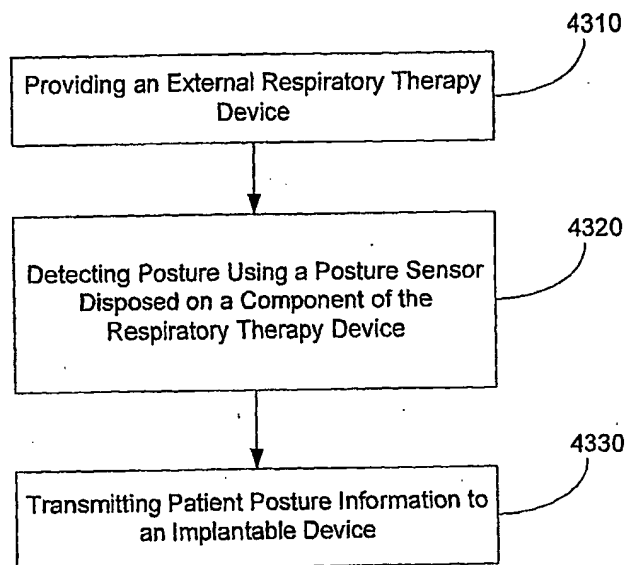 4310
Providing an External Respiratory Therapy
Device
4320
Detecting Posture Using a Posture Sensor
Disposed on a Component of the
Respiratory Therapy Device
4330
Transmitting Patient Posture Information to
an Implantable Device